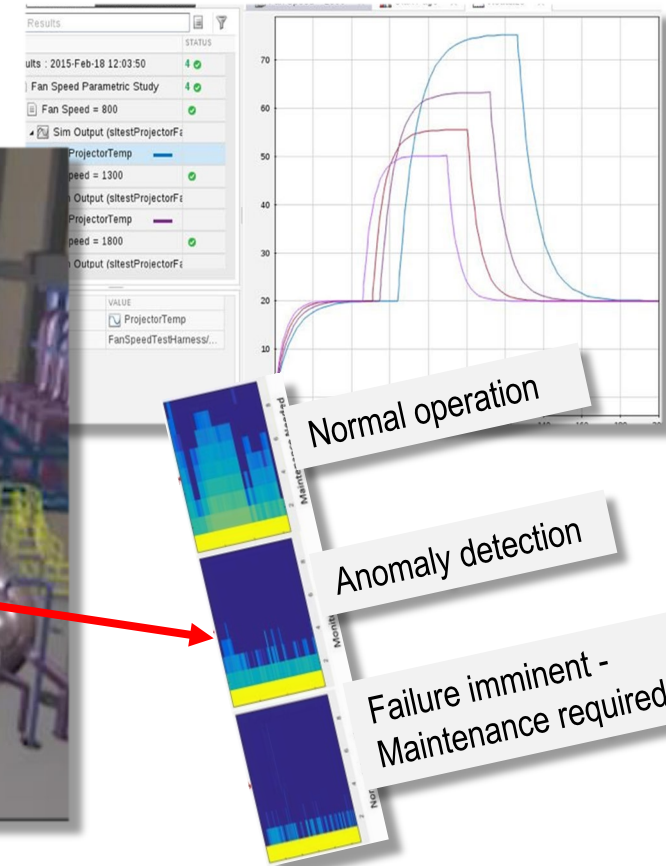 Results
STATUS
ults : 2015-Feb-18 12:03:50 4
Fan Speed Parametric Study 4
Fan Speed = 800
Sim Output (sltestProjectorFa
ProjectorTemp
peed = 1300
Output (sltestProjectorFa
ProjectorTemp
peed = 1800
Output (sltestProjectorFa
VALUE
ProjectorTemp
FanSpeedTestHarness/...
70
60
50
40
30
20
10
Normal operation
Anomaly detection
Failure imminent -
Maintenance required